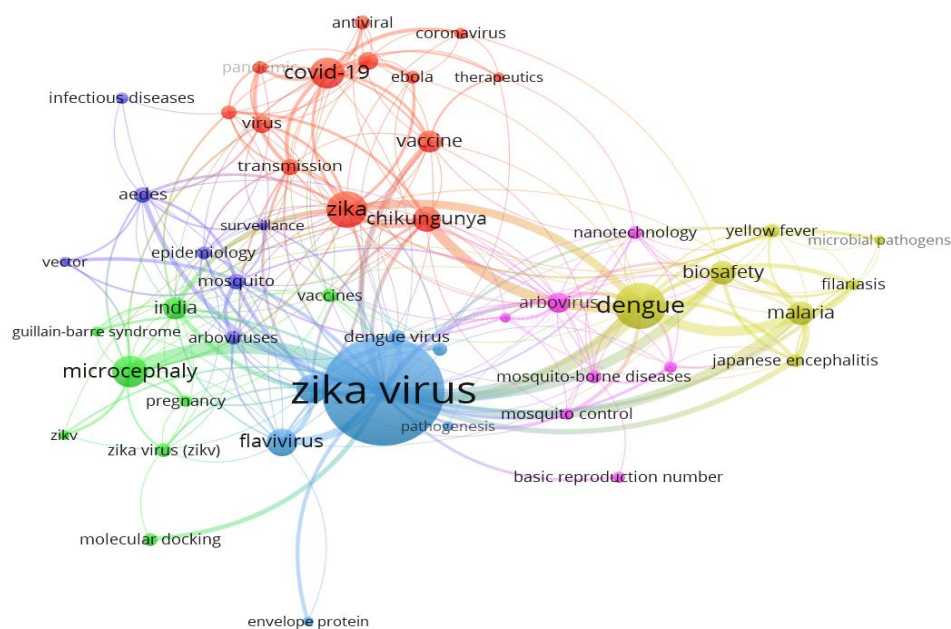 antiviral
coronavirus
pandemic
covid-19
ebola
therapeutics
infectious diseases
virus
vaccine
transmission
aedes
zika
chikungunya
surveillance
nanotechnology
yellow fever
microbial pathogens
epidemiology
vector
mosquito
biosafety
filariasis
vaccines
india
arbovirus
dengue
malaria
guillain-barre syndrome
arboviruses
dengue virus
japanese encephalitis
microcephaly
mosquito-borne diseases
zika virus
pregnancy
mosquito control
pathogenesis
zikv
flavivirus
zika virus (zikv)
basic reproduction number
molecular docking
envelope protein